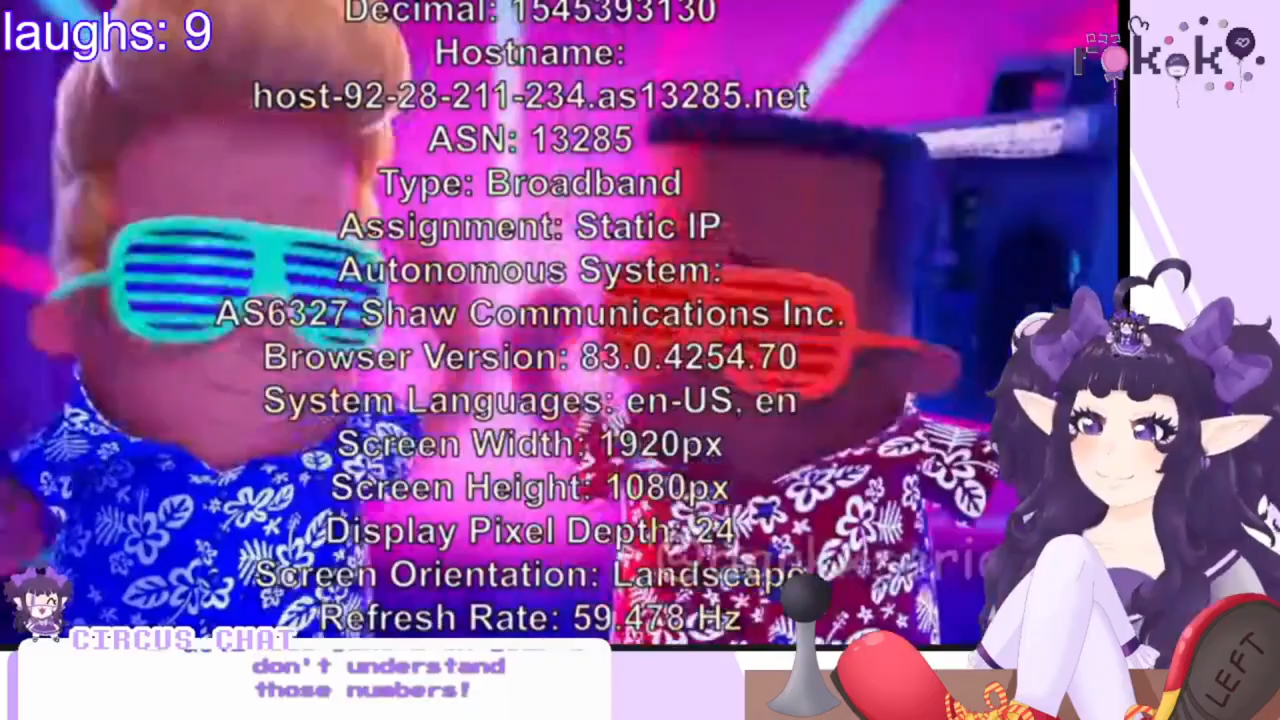 laughs: 9
Decimal: 1545393130
Hostname:
host-92-28-211-234.as13285.net
ASN: 13285
Type: Broadband
Assignment: Static IP
Autonomous System:
AS6327 Shaw Communications Inc.
Browser Version: 83.0.4254.70
System Languages: en-US, en
Screen Width: 1920px
Screen Height: 1080px
Display Pixel Depth: 24
Screen Orientation: Landscape
Refresh Rate: 59.478 Hz
CIRCUS CHAT
don't understand
those numbers!
LEFT